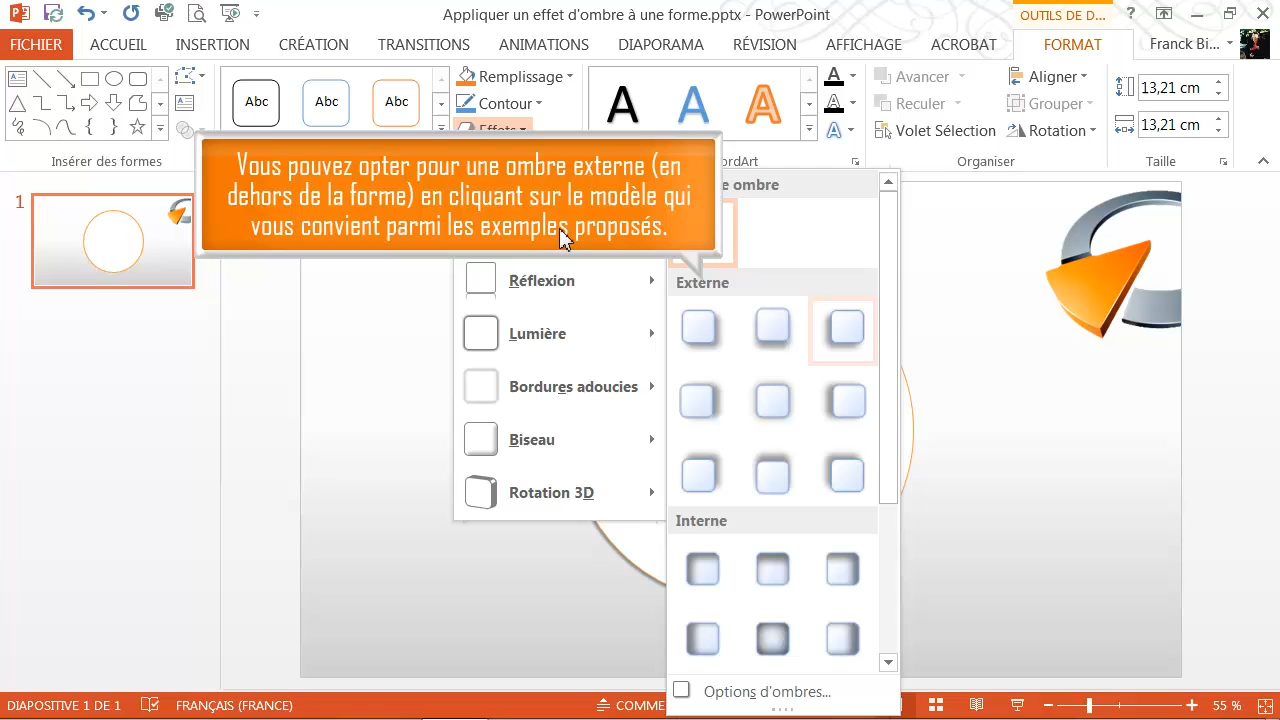 Appliquer un effet d'ombre à une forme.pptx - PowerPoint
OUTILS DE D...
?
FICHIER
ACCUEIL
INSERTION
CRÉATION
TRANSITIONS
ANIMATIONS
DIAPORAMA
RÉVISION
AFFICHAGE
ACROBAT
FORMAT
Franck Bi...
Abc
Abc
Abc
Remplissage
Contour
Effets
A
A
A
A
A
A
Avancer
Reculer
Volet Sélection
Aligner
Grouper
Rotation
13,21 cm
13,21 cm
Insérer des formes
Organiser
Taille
Vous pouvez opter pour une ombre externe (en
dehors de la forme) en cliquant sur le modèle qui
vous convient parmi les exemples proposés.
1
ombre
Réflexion
Lumière
Bordures adoucies
Biseau
Rotation 3D
Externe
Interne
Options d'ombres...
DIAPOSITIVE 1 DE 1
FRANÇAIS (FRANCE)
COMME
55 %